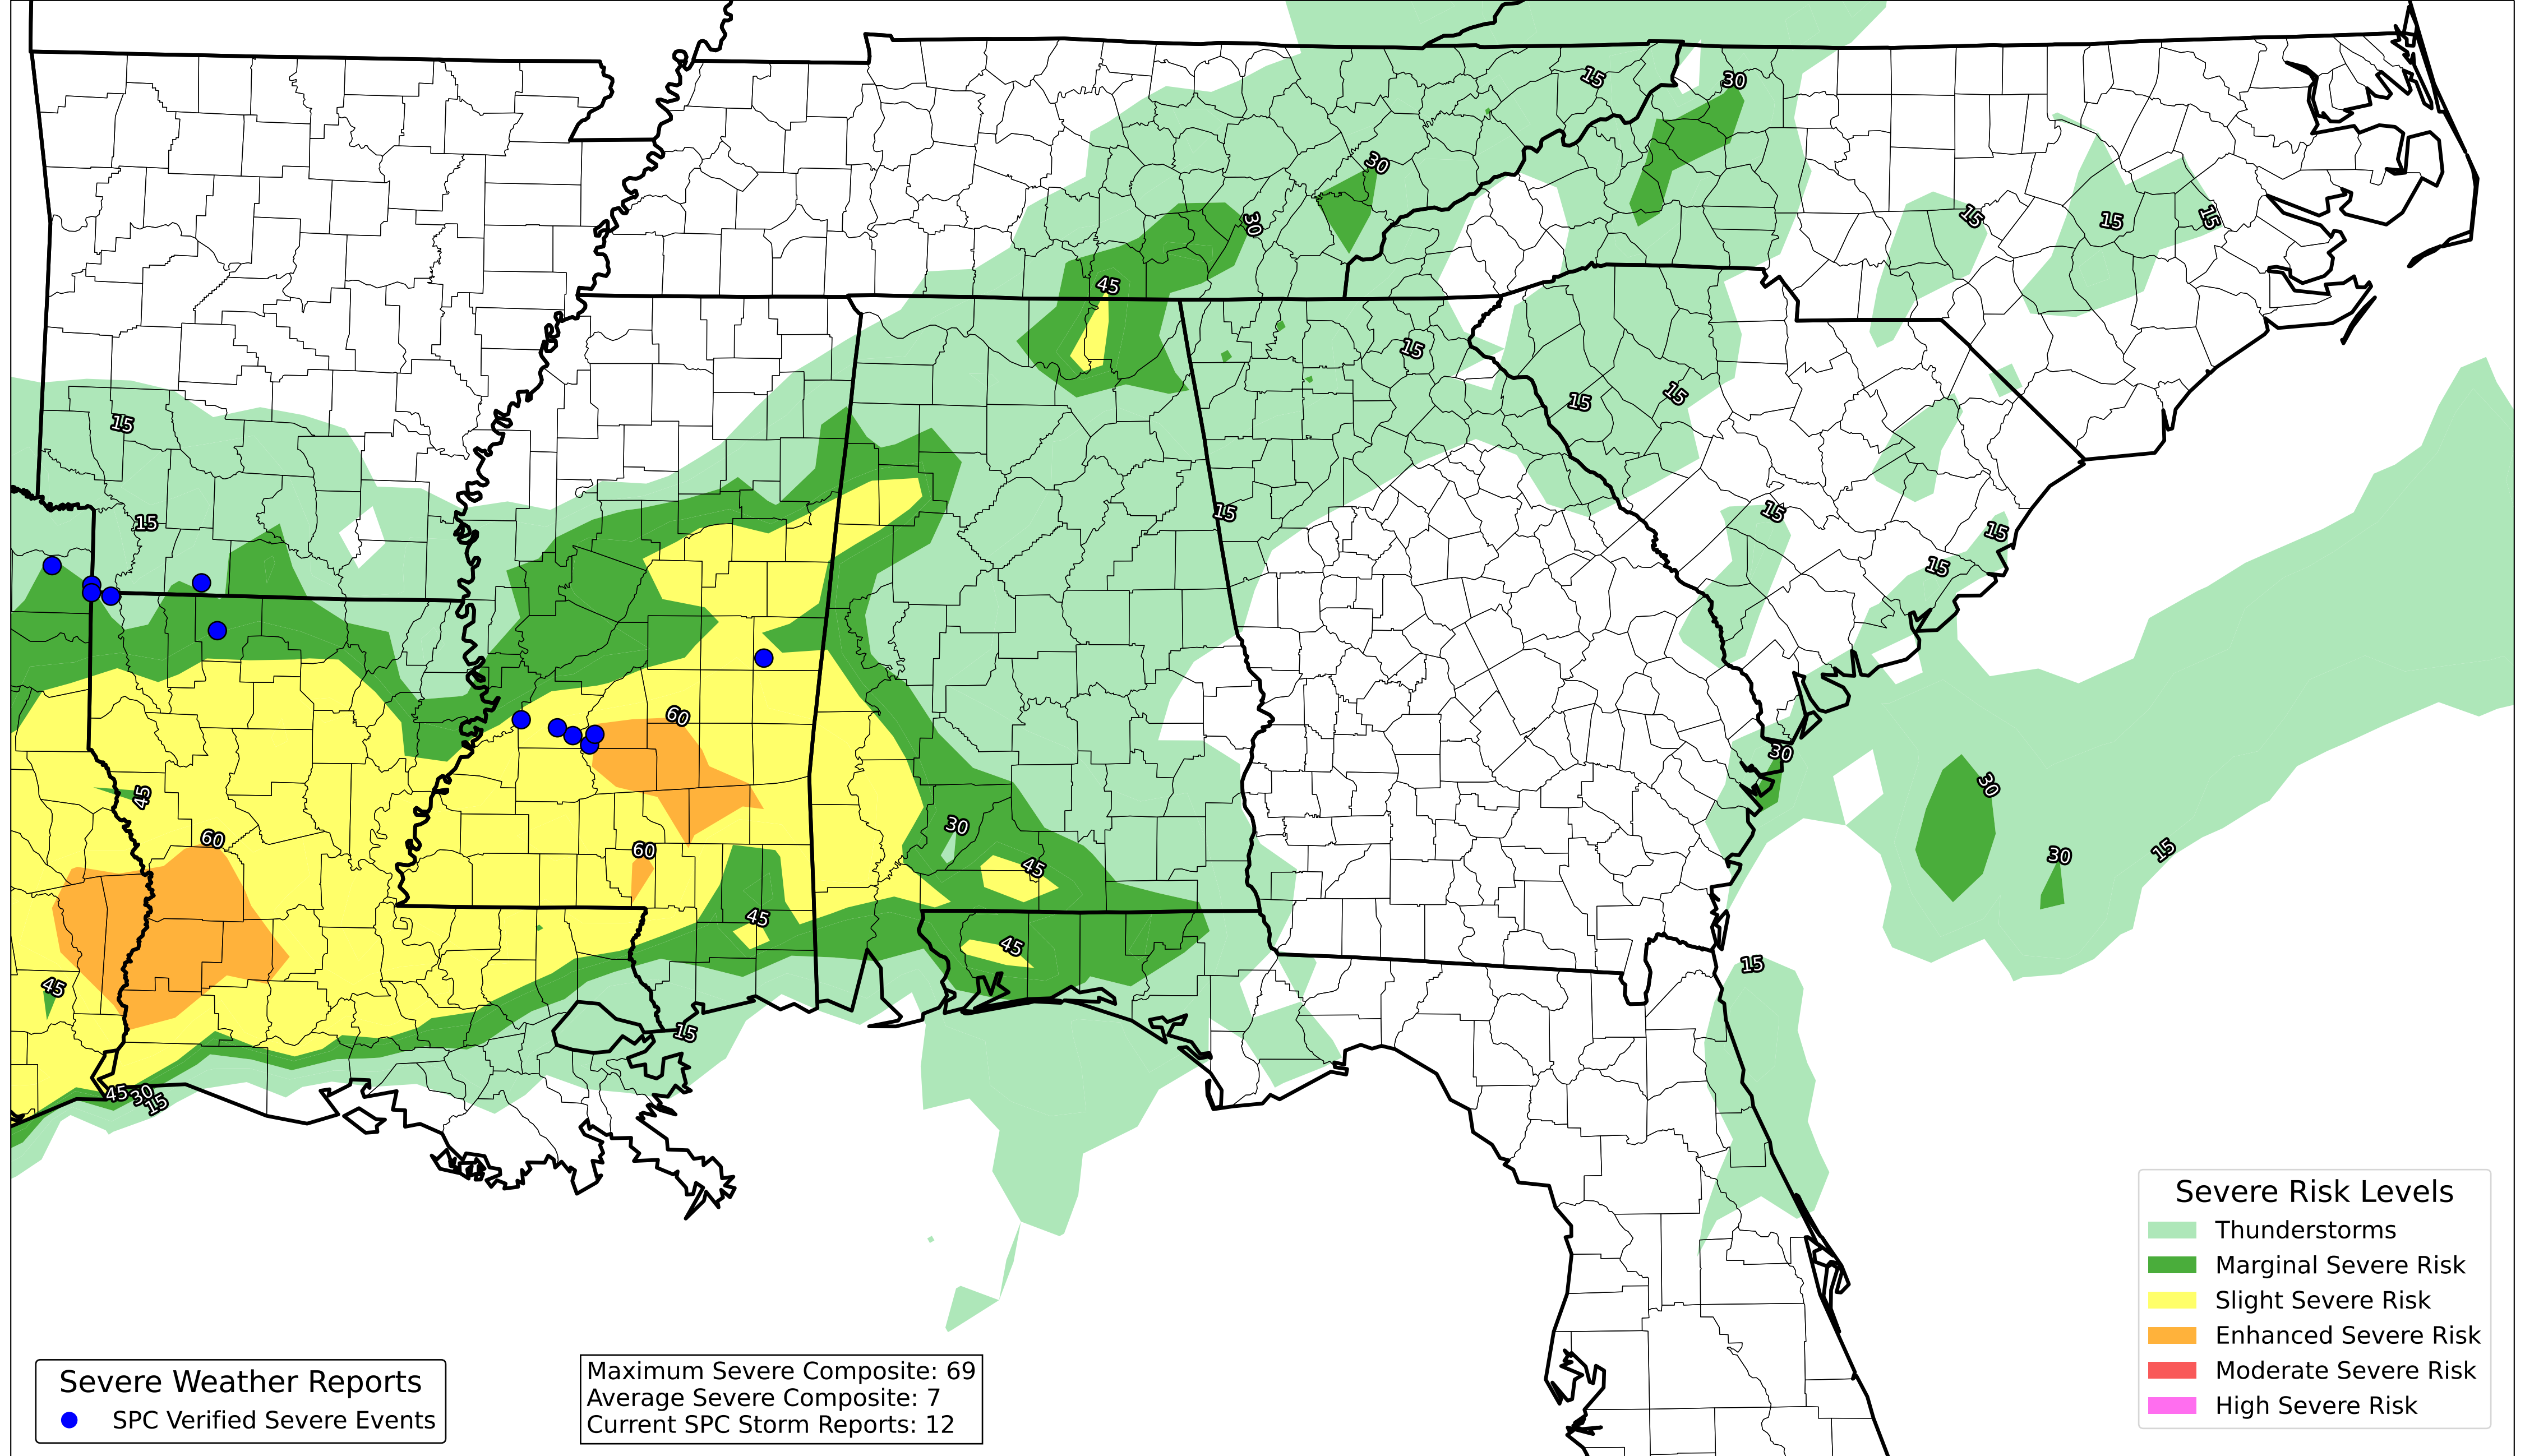 15
30
30
15
15
15
30
45
15
15
15
15
15
15
15
15
15
60
30
45
30
15
30
60
60
30
45
45
45
15
45
15
45
30
15
Severe Risk Levels
Thunderstorms
Marginal Severe Risk
Slight Severe Risk
Enhanced Severe Risk
Moderate Severe Risk
High Severe Risk
Severe Weather Reports
SPC Verified Severe Events
Maximum Severe Composite: 69
Average Severe Composite: 7
Current SPC Storm Reports: 12